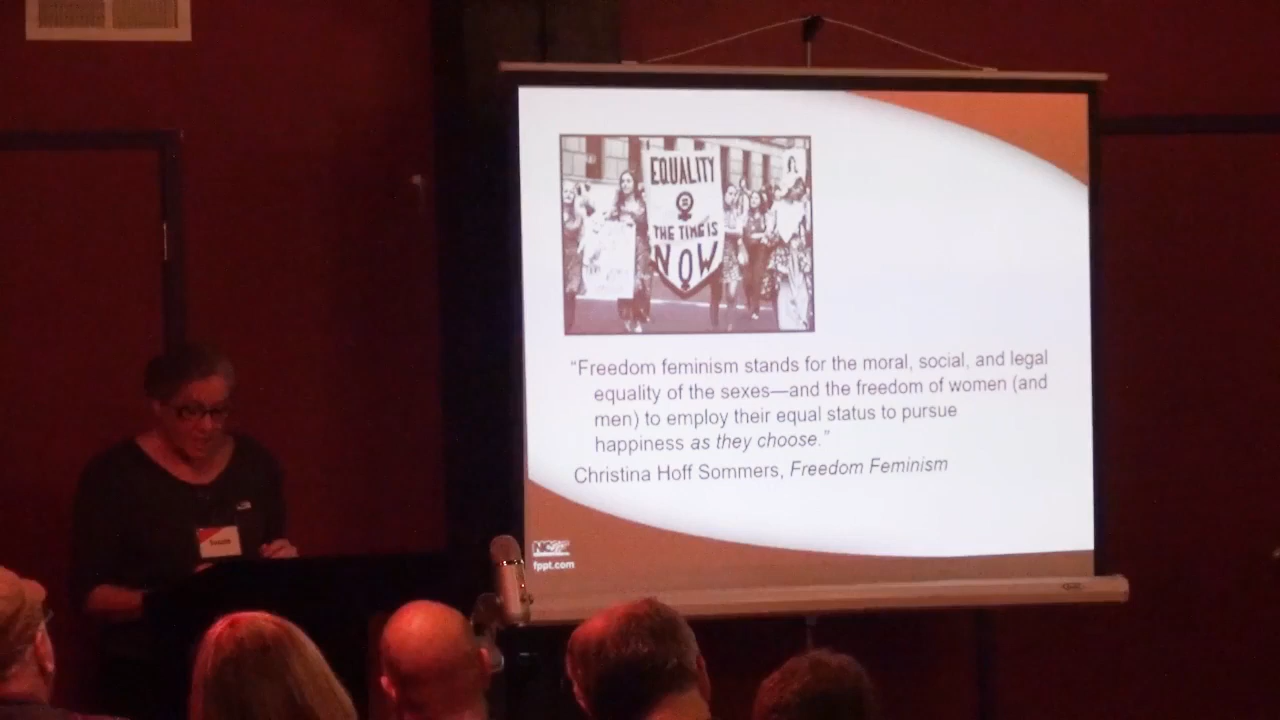 EQUALITY
THE TIME IS
NOW
“Freedom feminism stands for the moral, social, and legal
equality of the sexes—and the freedom of women (and
men) to employ their equal status to pursue
happiness as they choose.”
Christina Hoff Sommers, Freedom Feminism
fppt.com